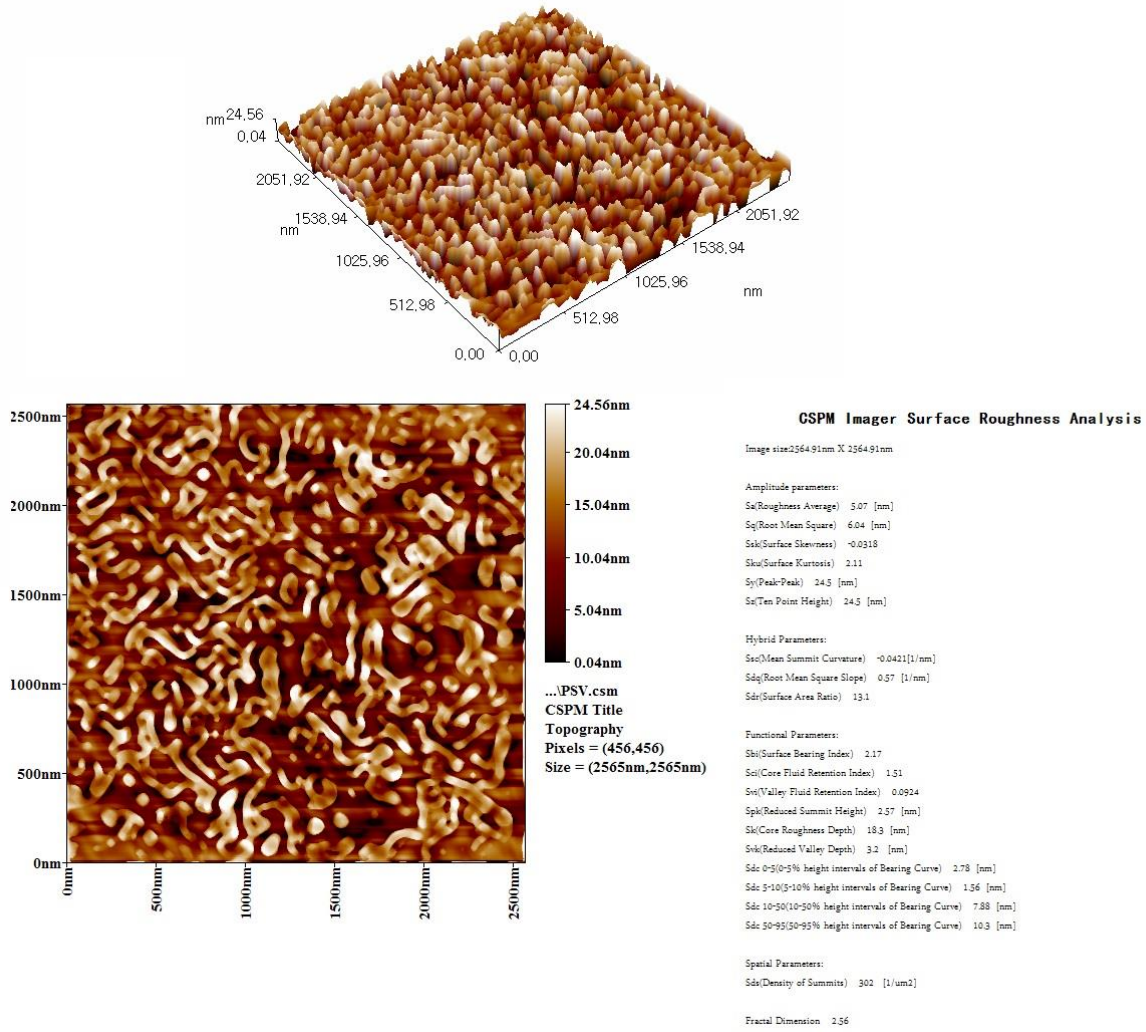 nm 24,56
0,04
2051,92
1538,94
nm
1025,96
512,98
0,00
0,00
512,98
1025,96
1538,94
2051,92
nm
2500nm
2000nm
1500nm
1000nm
500nm
0nm
0nm
500nm
1000nm
1500nm
2000nm
2500nm
24.56nm
20.04nm
15.04nm
10.04nm
5.04nm
0.04nm
...\PSV.csm
CSPM Title
Topography
Pixels = (456,456)
Size = (2565nm,2565nm)
CSPM Imager Surface Roughness Analysis
Image size:2564.91nm X 2564.91nm
Amplitude parameters:
Sa(Roughness Average) 5.07 [nm]
Sq(Root Mean Square) 6.04 [nm]
Ssk(Surface Skewness) -0.0318
Sku(Surface Kurtosis) 2.11
Sy(Peak-Peak) 24.5 [nm]
Sz(Ten Point Height) 24.5 [nm]
Hybrid Parameters:
Ssc(Mean Summit Curvature) -0.0421[1/nm]
Sdq(Root Mean Square Slope) 0.57 [1/nm]
Sdr(Surface Area Ratio) 13.1
Functional Parameters:
Sbi(Surface Bearing Index) 2.17
Sci(Core Fluid Retention Index) 1.51
Svi(Valley Fluid Retention Index) 0.0924
Spk(Reduced Summit Height) 2.57 [nm]
Sk(Core Roughness Depth) 18.3 [nm]
Svk(Reduced Valley Depth) 3.2 [nm]
Sdc 0-5(0-5% height intervals of Bearing Curve) 2.78 [nm]
Sdc 5-10(5-10% height intervals of Bearing Curve) 1.56 [nm]
Sdc 10-50(10-50% height intervals of Bearing Curve) 7.88 [nm]
Sdc 50-95(50-95% height intervals of Bearing Curve) 10.3 [nm]
Spatial Parameters:
Sds(Density of Summits) 302 [1/um2]
Fractal Dimension 2.56